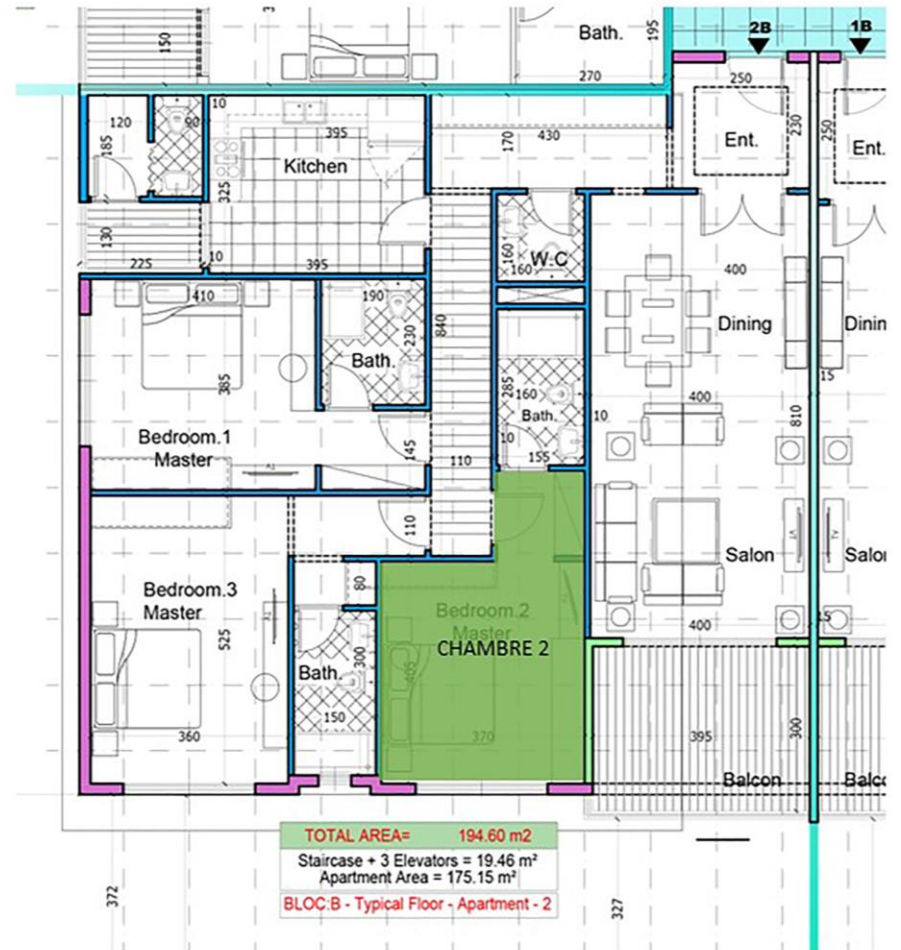 150
Bath.
195
270
2B
1B
250
Ent.
230
250
Ent.
120
90
10
185
395
Kitchen
325
170
430
130
225
10
395
160
160
W.C
400
Dining
Dinin
410
385
190
230
Bath.
840
285
160
Bath.
10
155
10
400
15
810
Bedroom.1
Master
145
110
110
Salon
Salon
400
15
Bedroom.3
Master
525
360
80
300
Bath.
150
Bedroom.2
Master
CHAMBRE 2
405
370
395
300
Balcon
Balco
TOTAL AREA= 194.60 m2
Staircase + 3 Elevators = 19.46 m²
Apartment Area = 175.15 m²
BLOC:B - Typical Floor - Apartment - 2
372
327